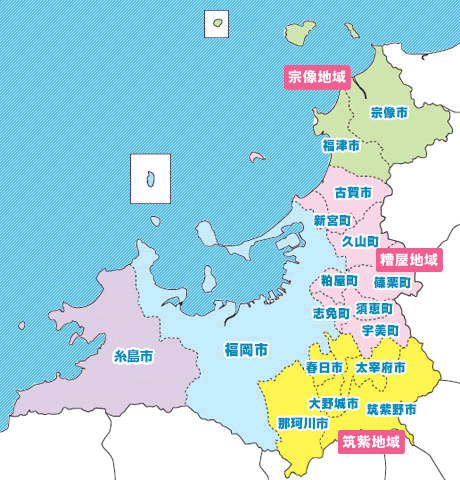 宗像地域
宗像市
福津市
古賀市
新宮町
久山町
糟屋地域
粕屋町
篠栗町
志免町
須恵町
宇美町
福岡市
糸島市
春日市
太宰府市
大野城市
筑紫野市
那珂川市
筑紫地域